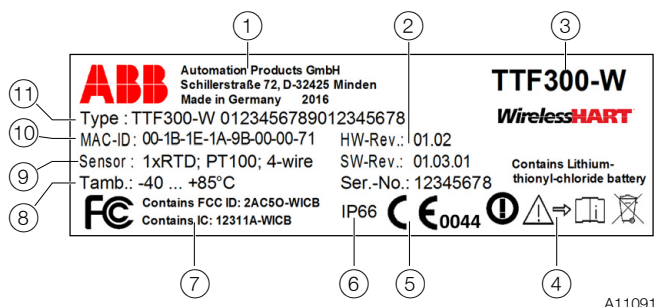 1
2
3
ABB
Automation Products GmbH
Schillerstraße 72, D-32425 Minden
Made in Germany 2016
TTF300-W
WirelessHART
11
Type : TTF300-W 0123456789012345678
10
MAC-ID : 00-1B-1E-1A-9B-00-00-71
HW-Rev.: 01.02
9
Sensor : 1xRTD; PT100; 4-wire
SW-Rev.: 01.03.01
Contains Lithium-
thionyl-chloride battery
8
Tamb.: -40 ... +85°C
Ser.-No.: 12345678
FC
Contains FCC ID: 2AC5O-WICB
Contains IC: 12311A-WICB
IP66
CE 0044
7
6
5
4
A11091